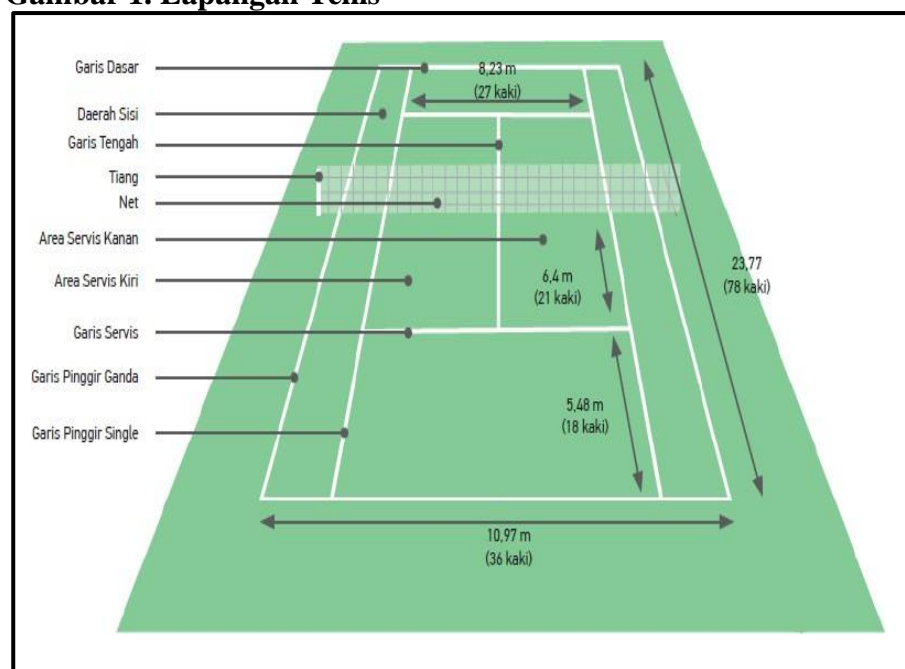 Gambar 1. Lapangan Tenis
Garis Dasar
Daerah Sisi
Garis Tengah
Tiang
Net
Area Servis Kanan
Area Servis Kiri
Garis Servis
Garis Pinggir Ganda
Garis Pinggir Single
8,23 m
(27 kaki)
6,4 m
(21 kaki)
23,77
(78 kaki)
5,48 m
(18 kaki)
10,97 m
(36 kaki)